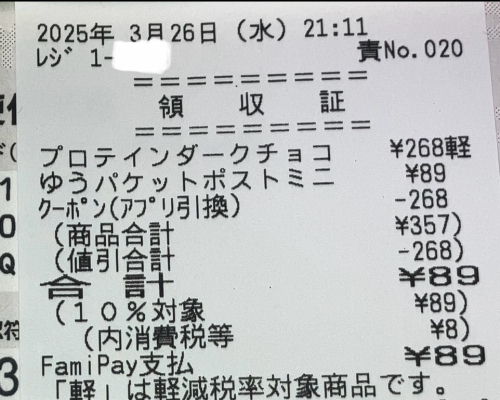 2025年 3月26日 (水) 21:11
ﾚｼﾞ 1-
責No.020
==========
領 収 証
==========
プロテインダークチョコ ¥268軽
ゆうパケットポストミニ ¥89
ｸｰﾎﾟﾝ(ｱﾌﾟﾘ引換) -268
(商品合計 ¥357)
(値引合計 -268)
合 計 ¥89
(10%対象 ¥89)
(内消費税等 ¥8)
FamiPay支払 ¥89
「軽」は軽減税率対象商品です。